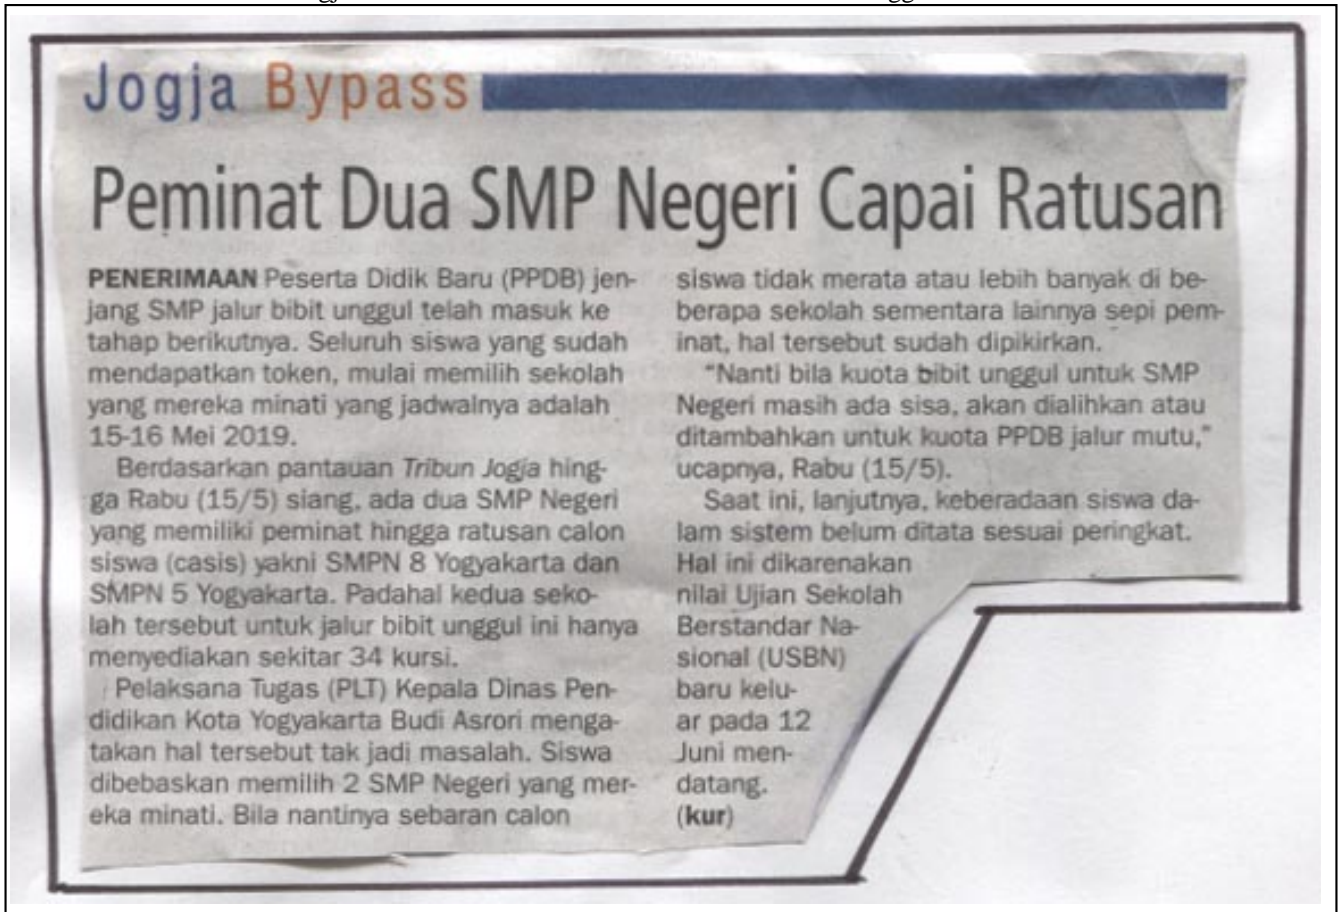 Jogja Bypass
Peminat Dua SMP Negeri Capai Ratusan
PENERIMAAN Peserta Didik Baru (PPDB) jen-
jang SMP jalur bibit unggul telah masuk ke
tahap berikutnya. Seluruh siswa yang sudah
mendapatkan token, mulai memilih sekolah
yang mereka minati yang jadwalnya adalah
15-16 Mei 2019.
Berdasarkan pantauan Tribun Jogja hing-
ga Rabu (15/5) siang, ada dua SMP Negeri
yang memiliki peminat hingga ratusan calon
siswa (casis) yakni SMPN 8 Yogyakarta dan
SMPN 5 Yogyakarta. Padahal kedua seko-
lah tersebut untuk jalur bibit unggul ini hanya
menyediakan sekitar 34 kursi.
Pelaksana Tugas (PLT) Kepala Dinas Pen-
didikan Kota Yogyakarta Budi Asrori menga-
takan hal tersebut tak jadi masalah. Siswa
dibebaskan memilih 2 SMP Negeri yang mer-
eka minati. Bila nantinya sebaran calon
siswa tidak merata atau lebih banyak di be-
berapa sekolah sementara lainnya sepi pem-
inat, hal tersebut sudah dipikirkan.
"Nanti bila kuota bibit unggul untuk SMP
Negeri masih ada sisa, akan dialihkan atau
ditambahkan untuk kuota PPDB jalur mutu,"
ucapnya, Rabu (15/5).
Saat ini, lanjutnya, keberadaan siswa da-
lam sistem belum ditata sesuai peringkat.
Hal ini dikarenakan
nilai Ujian Sekolah
Berstandar Na-
sional (USBN)
baru kelu-
ar pada 12
Juni men-
datang.
(kur)